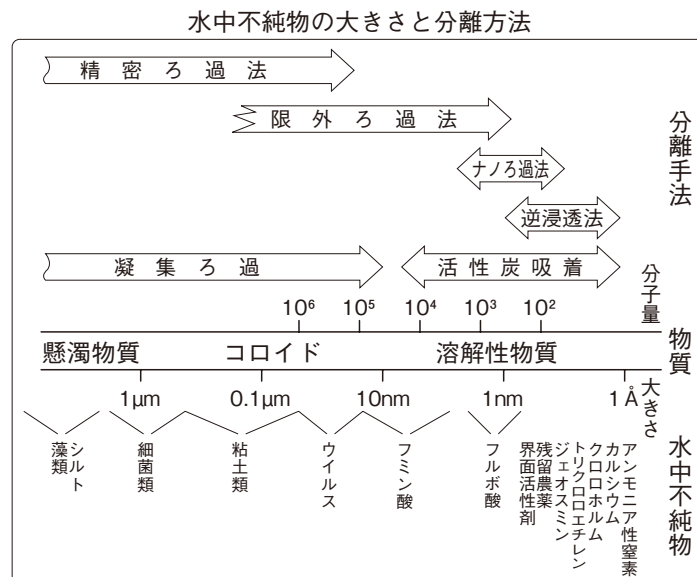 水中不純物の大きさと分離方法
精密ろ過法
限外ろ過法
ナノろ過法
逆浸透法
凝集ろ過
活性炭吸着
分離手法
10⁶ 10⁵ 10⁴ 10³ 10²
分子量
懸濁物質 コロイド 溶解性物質
物質
1μm 0.1μm 10nm 1nm 1Å
大きさ
藻類
シルト
細菌類
粘土類
ウイルス
フミン酸
フルボ酸
界面活性剤
残留農薬
ジェオスミン
トリクロロエチレン
クロロホルム
カルシウム
アンモニア性窒素
水中不純物